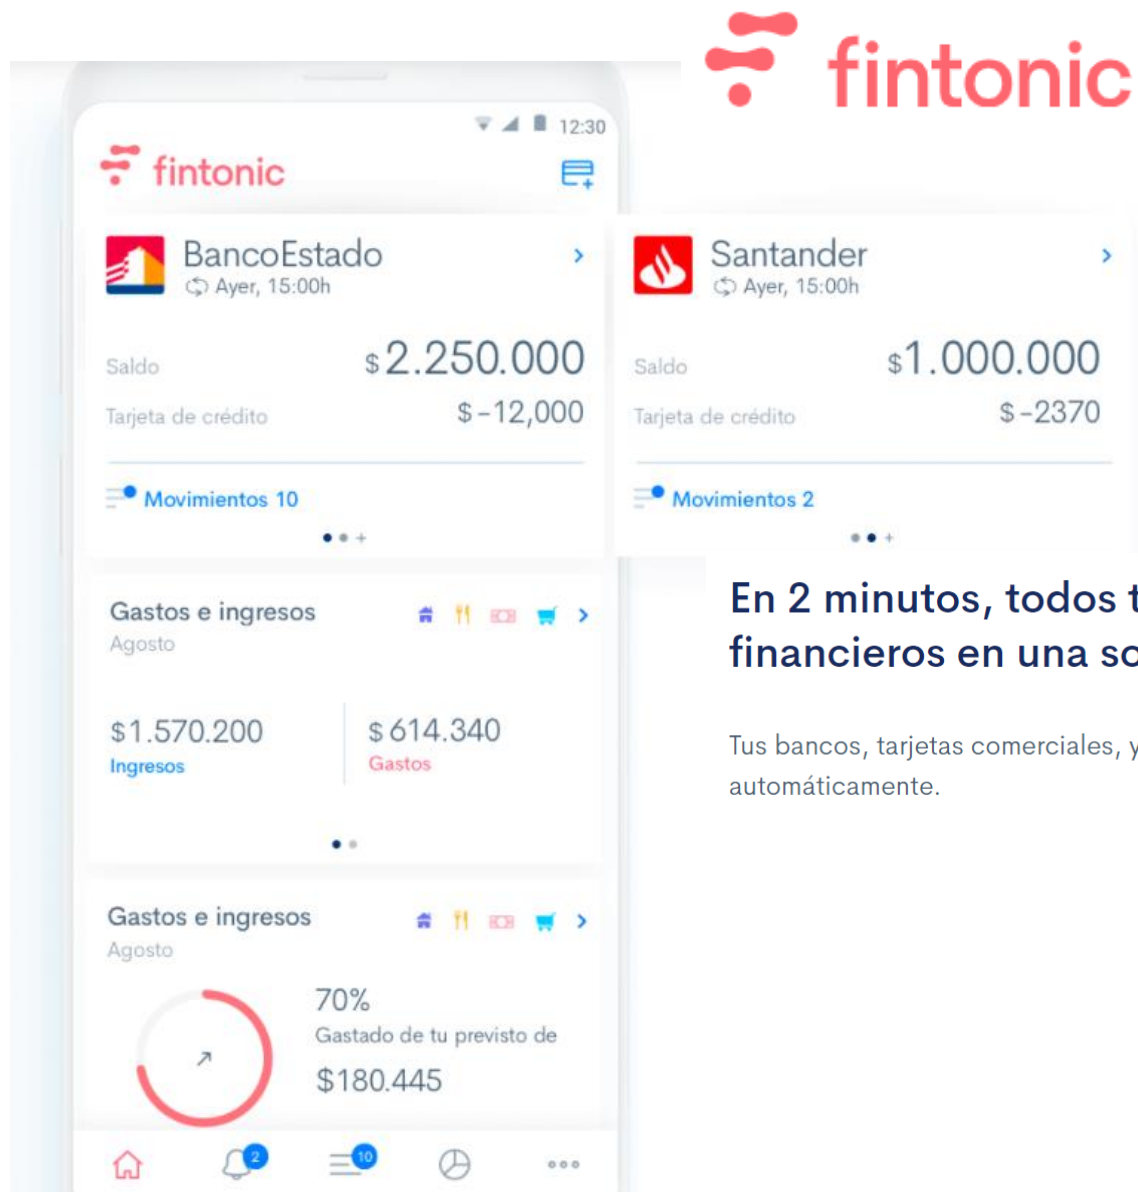 fintonic
12:30
fintonic
BancoEstado
Ayer, 15:00h
Saldo $2.250.000
Tarjeta de crédito $-12,000
Movimientos 10
Santander
Ayer, 15:00h
Saldo $1.000.000
Tarjeta de crédito $-2370
Movimientos 2
En 2 minutos, todos t
financieros en una so
Tus bancos, tarjetas comerciales, y
automáticamente.
Gastos e ingresos
Agosto
$1.570.200 $614.340
Ingresos Gastos
Gastos e ingresos
Agosto
70%
Gastado de tu previsto de
$180.445
2 10